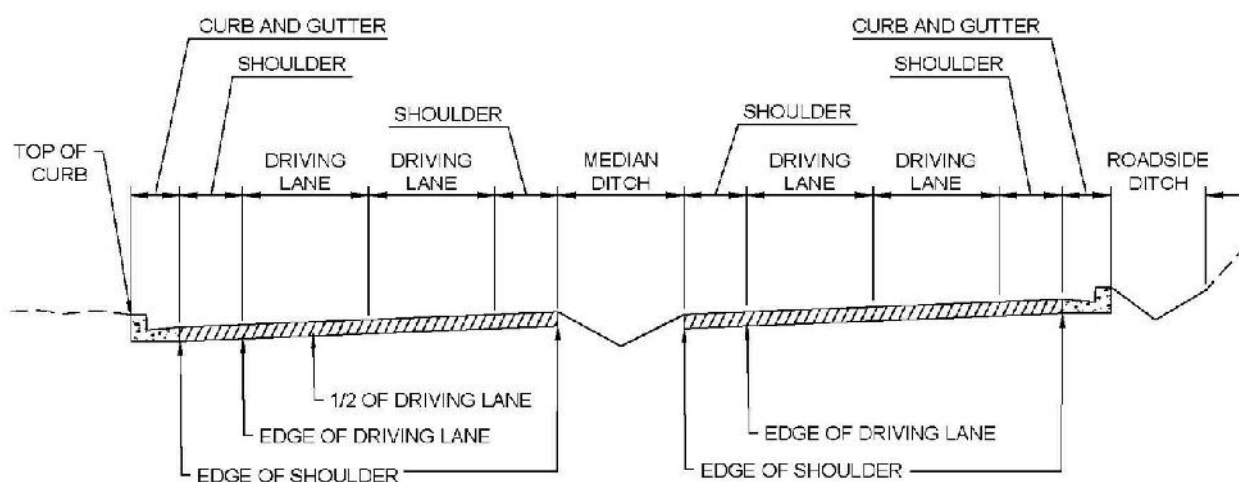 CURB AND GUTTER
CURB AND GUTTER
SHOULDER
SHOULDER
SHOULDER
SHOULDER
TOP OF
CURB
DRIVING
LANE
DRIVING
LANE
MEDIAN
DITCH
DRIVING
LANE
DRIVING
LANE
ROADSIDE
DITCH
1/2 OF DRIVING LANE
EDGE OF DRIVING LANE
EDGE OF DRIVING LANE
EDGE OF SHOULDER
EDGE OF SHOULDER